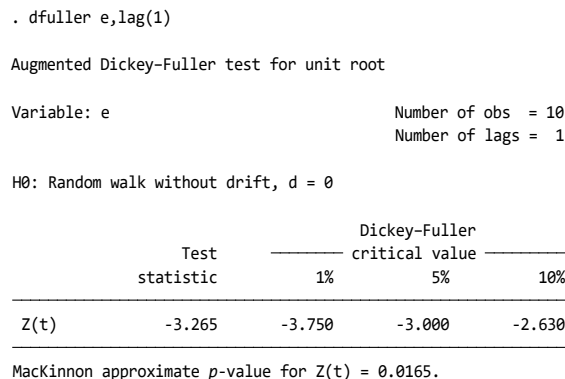 . dfuller e,lag(1)
Augmented Dickey–Fuller test for unit root
Variable: e Number of obs = 10
Number of lags = 1
H0: Random walk without drift, d = 0
Dickey–Fuller
Test critical value
statistic 1% 5% 10%
Z(t) -3.265 -3.750 -3.000 -2.630
MacKinnon approximate p-value for Z(t) = 0.0165.